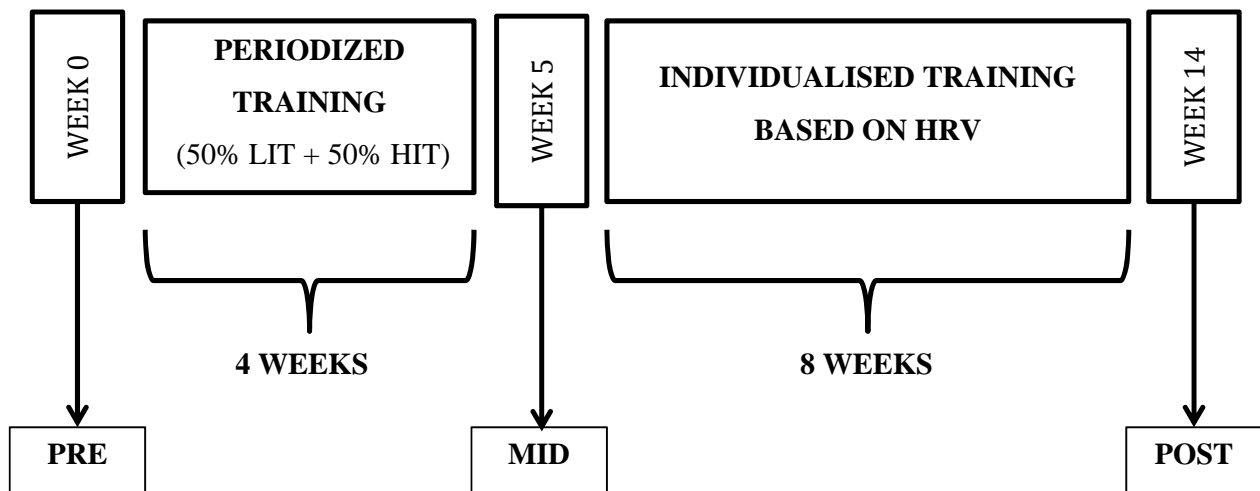 WEEK 0
PERIODIZED
TRAINING
(50% LIT + 50% HIT)
WEEK 5
INDIVIDUALISED TRAINING
BASED ON HRV
WEEK 14
4 WEEKS
8 WEEKS
PRE
MID
POST